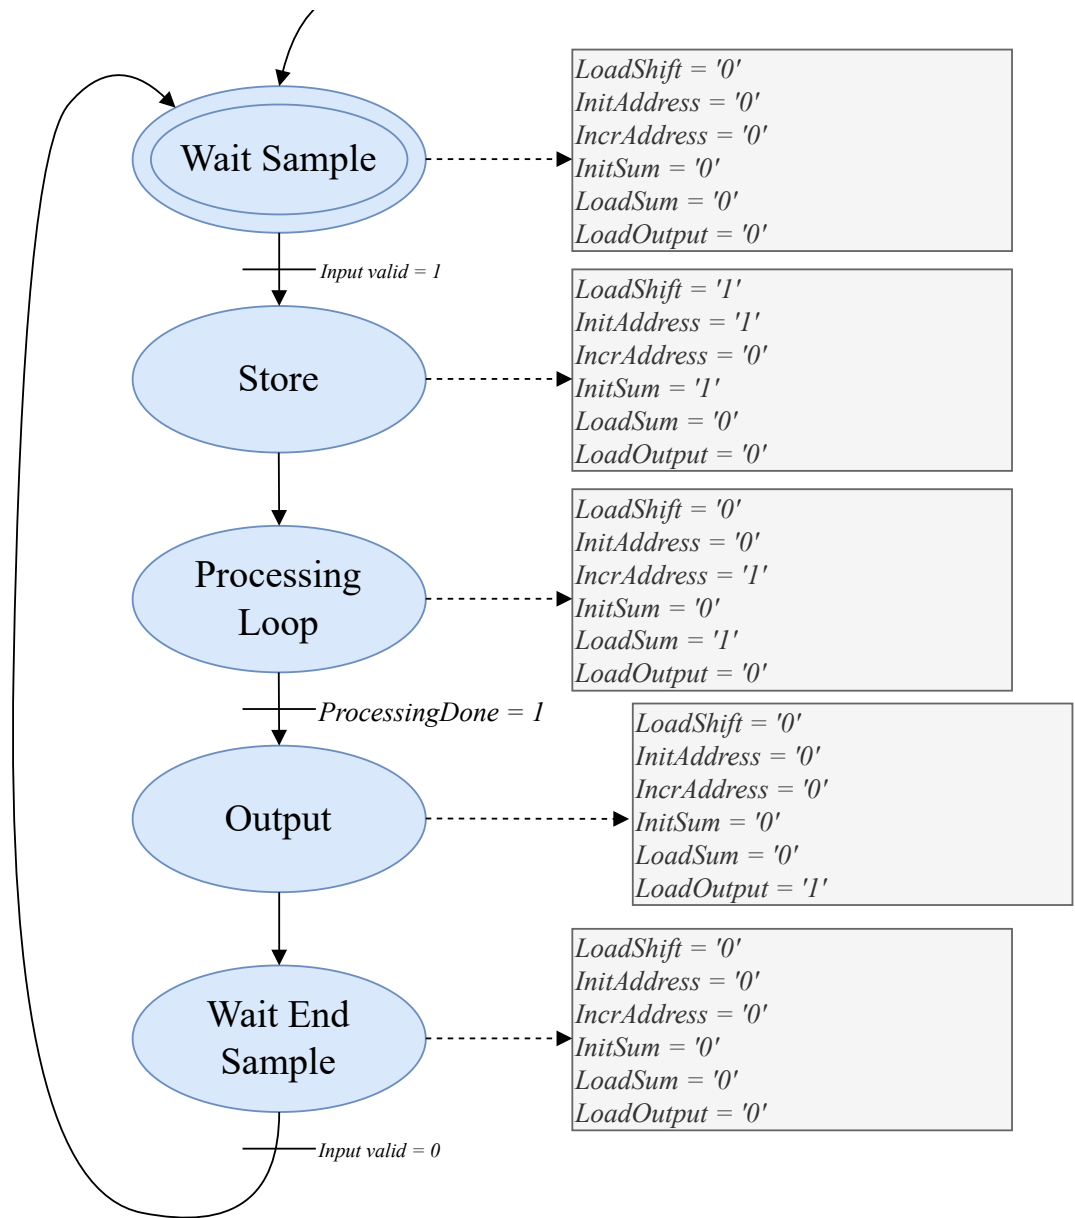 Wait Sample
LoadShift = '0'
InitAddress = '0'
IncrAddress = '0'
InitSum = '0'
LoadSum = '0'
LoadOutput = '0'
Input valid = 1
Store
LoadShift = '1'
InitAddress = '1'
IncrAddress = '0'
InitSum = '1'
LoadSum = '0'
LoadOutput = '0'
Processing
Loop
LoadShift = '0'
InitAddress = '0'
IncrAddress = '1'
InitSum = '0'
LoadSum = '1'
LoadOutput = '0'
ProcessingDone = 1
Output
LoadShift = '0'
InitAddress = '0'
IncrAddress = '0'
InitSum = '0'
LoadSum = '0'
LoadOutput = '1'
Wait End
Sample
LoadShift = '0'
InitAddress = '0'
IncrAddress = '0'
InitSum = '0'
LoadSum = '0'
LoadOutput = '0'
Input valid = 0